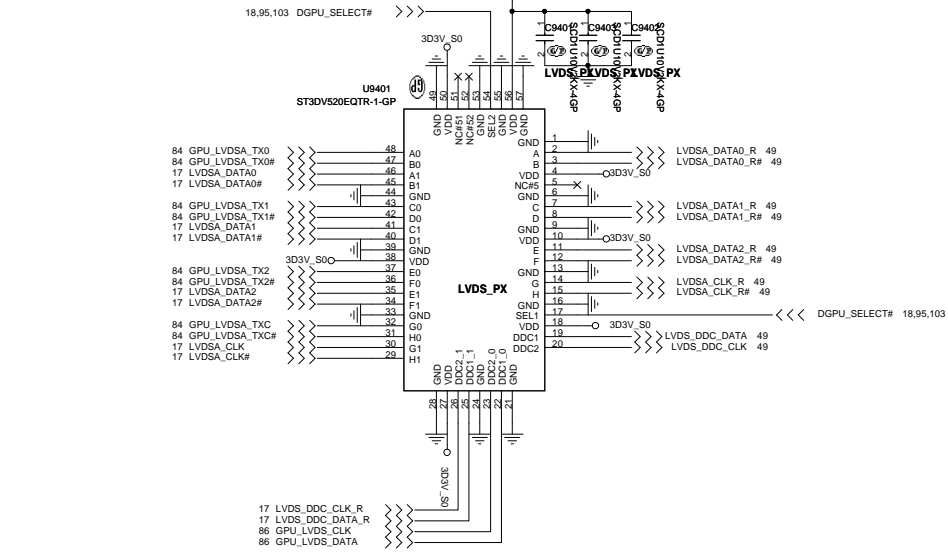 18,95,103 DGPU_SELECT#
3D3V_S0
C9401 C9403 C9402
1 1 1
2 2 2
LVDS_PX LVDS_PX LVDS_PX
U9401
ST3DV520EQTR-1-GP
49 50 51 52 53 54 55 56 57
GND VDD NC#51 NC#52 GND SEL2 GND VDD GND
84 GPU_LVDSA_TX0 48 A0
84 GPU_LVDSA_TX0# 47 B0
17 LVDSA_DATA0 46 A1
17 LVDSA_DATA0# 45 B1
44 GND
84 GPU_LVDSA_TX1 43 C0
84 GPU_LVDSA_TX1# 42 D0
17 LVDSA_DATA1 41 C1
17 LVDSA_DATA1# 40 D1
39 GND
3D3V_S0 38 VDD
84 GPU_LVDSA_TX2 37 E0
84 GPU_LVDSA_TX2# 36 F0
17 LVDSA_DATA2 35 E1
17 LVDSA_DATA2# 34 F1
33 GND
84 GPU_LVDSA_TXC 32 G0
84 GPU_LVDSA_TXC# 31 H0
17 LVDSA_CLK 30 G1
17 LVDSA_CLK# 29 H1
LVDS_PX
GND 1
A 2 LVDSA_DATA0_R 49
B 3 LVDSA_DATA0_R# 49
VDD 4 3D3V_S0
NC#5 5
GND 6
C 7 LVDSA_DATA1_R 49
D 8 LVDSA_DATA1_R# 49
GND 9
VDD 10 3D3V_S0
E 11 LVDSA_DATA2_R 49
F 12 LVDSA_DATA2_R# 49
GND 13
G 14 LVDSA_CLK_R 49
H 15 LVDSA_CLK_R# 49
GND 16
SEL1 17 DGPU_SELECT# 18,95,103
VDD 18 3D3V_S0
DDC1 19 LVDS_DDC_DATA 49
DDC2 20 LVDS_DDC_CLK 49
GND VDD DDC2_1 DDC1_1 GND DDC2_0 DDC1_0 GND
28 27 26 25 24 23 22 21
3D3V_S0
17 LVDS_DDC_CLK_R
17 LVDS_DDC_DATA_R
86 GPU_LVDS_CLK
86 GPU_LVDS_DATA